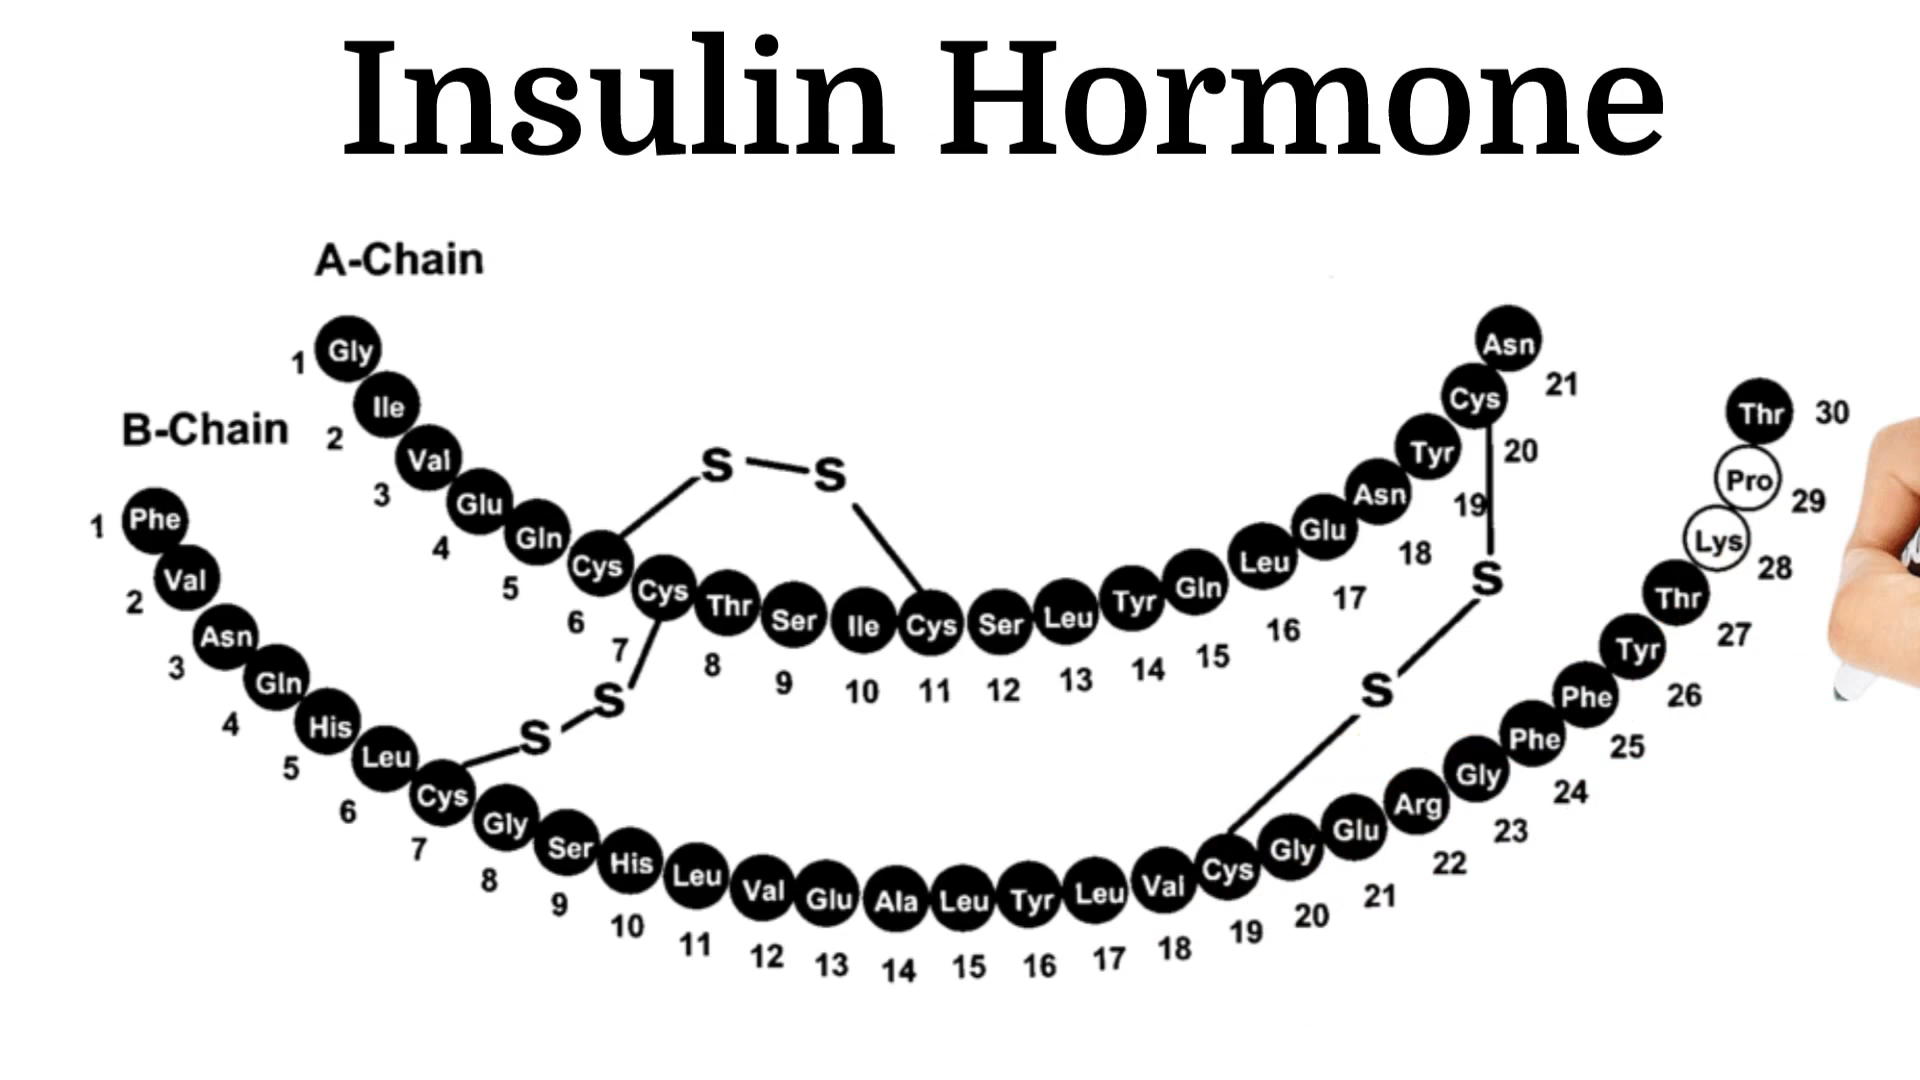 Insulin Hormone
A-Chain
1 Gly
2 Ile
3 Val
4 Glu
5 Gln
6 Cys
7 Cys
8 Thr
9 Ser
10 Ile
11 Cys
12 Ser
13 Leu
14 Tyr
15 Gln
16 Leu
17 Glu
18 Asn
19 Tyr
20 Cys
21 Asn
S S
S S
S S
B-Chain
1 Phe
2 Val
3 Asn
4 Gln
5 His
6 Leu
7 Cys
8 Gly
9 Ser
10 His
11 Leu
12 Val
13 Glu
14 Ala
15 Leu
16 Tyr
17 Leu
18 Val
19 Cys
20 Gly
21 Glu
22 Arg
23 Gly
24 Phe
25 Phe
26 Tyr
27 Thr
28 Lys
29 Pro
30 Thr